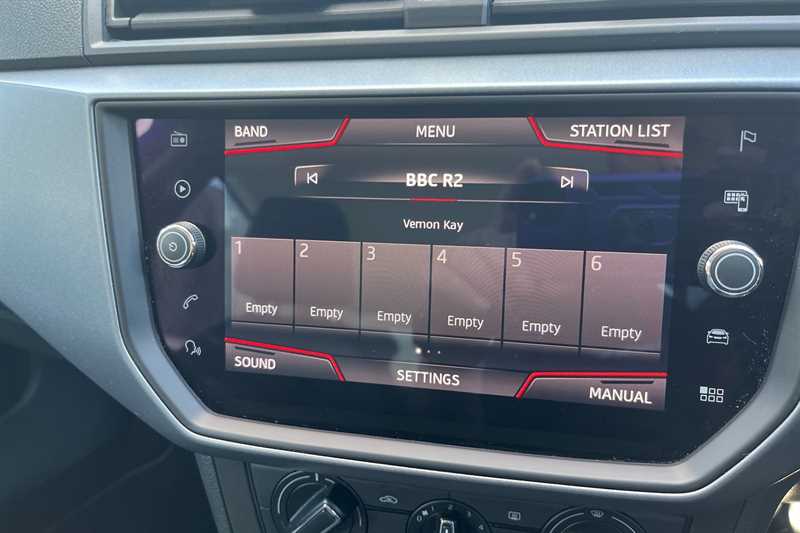 BAND MENU STATION LIST
BBC R2
Vernon Kay
1 2 3 4 5 6
Empty Empty Empty Empty Empty Empty
SOUND SETTINGS MANUAL